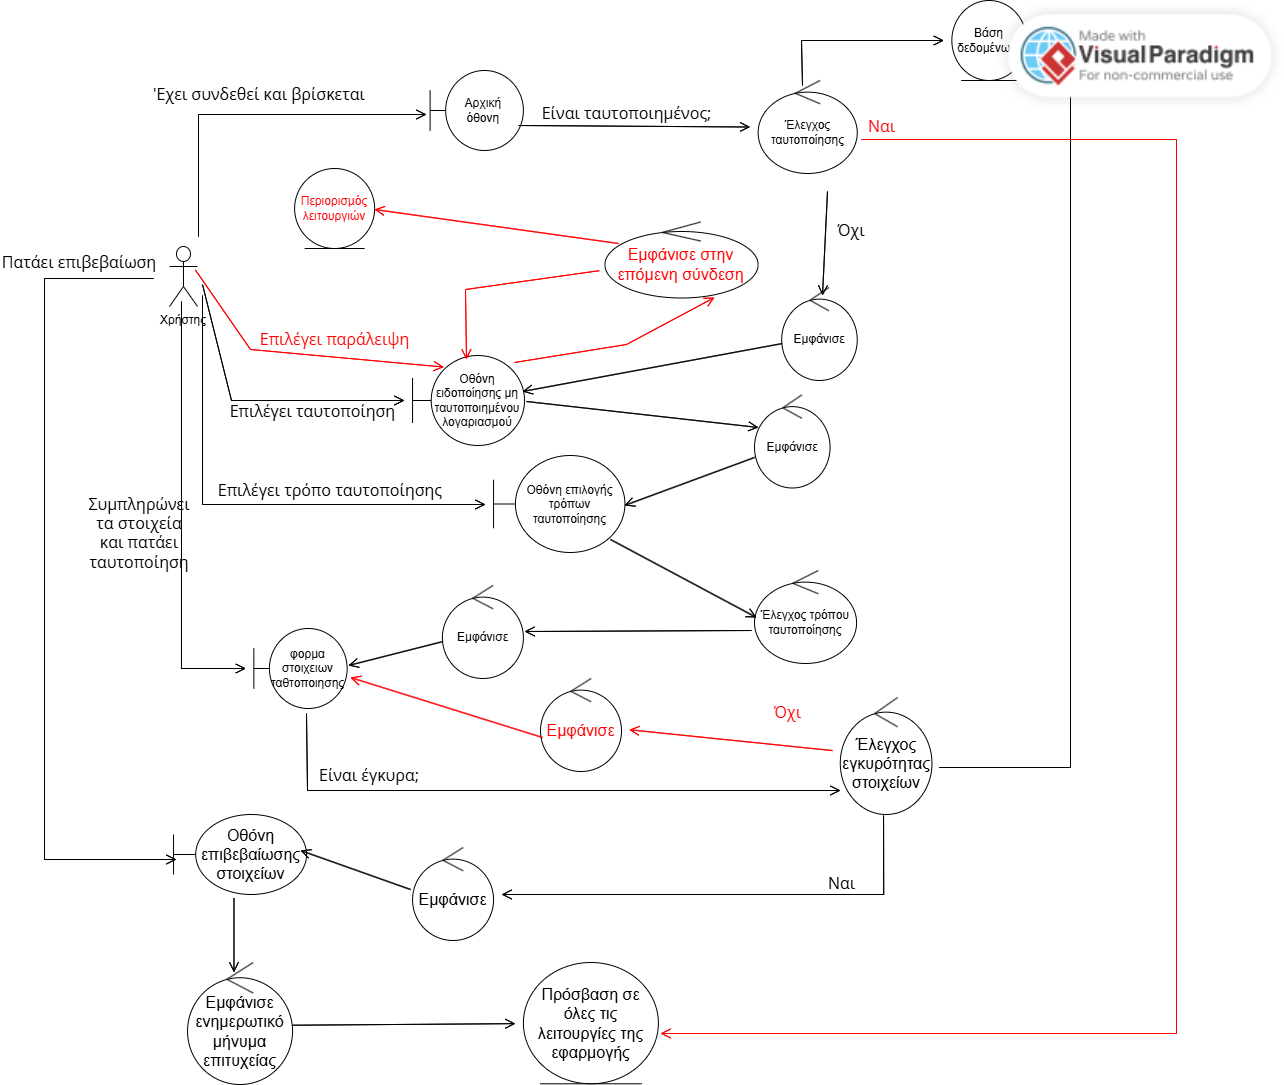 Βάση
Made with
Visual Paradigm
For non-commercial use
'Εχει συνδεθεί και βρίσκεται
Αρχική
όθονη
Είναι ταυτοποιημένος;
Έλεγχος
ταυτοποίησης
Ναι
Περιορισμός
λειτουργιών
Όχι
Εμφάνισε στην
επόμενη σύνδεση
Πατάει επιβεβαίωση
Χρήστης
Επιλέγει παράλειψη
Εμφάνισε
Οθόνη
ειδοποίησης μη
ταυτοποιημένου
λογαριασμού
Επιλέγει ταυτοποίηση
Εμφάνισε
Επιλέγει τρόπο ταυτοποίησης
Οθόνη επιλογής
τρόπων
ταυτοποίησης
Συμπληρώνει
τα στοιχεία
και πατάει
ταυτοποίηση
Έλεγχος τρόπου
ταυτοποίησης
Εμφάνισε
φορμα
στοιχειων
ταθτοποιησης
Όχι
Εμφάνισε
Έλεγχος
εγκυρότητας
στοιχείων
Είναι έγκυρα;
Οθόνη
επιβεβαίωσης
στοιχείων
Ναι
Εμφάνισε
Εμφάνισε
ενημερωτικό
μήνυμα
επιτυχείας
Πρόσβαση σε
όλες τις
λειτουργίες της
εφαρμογής